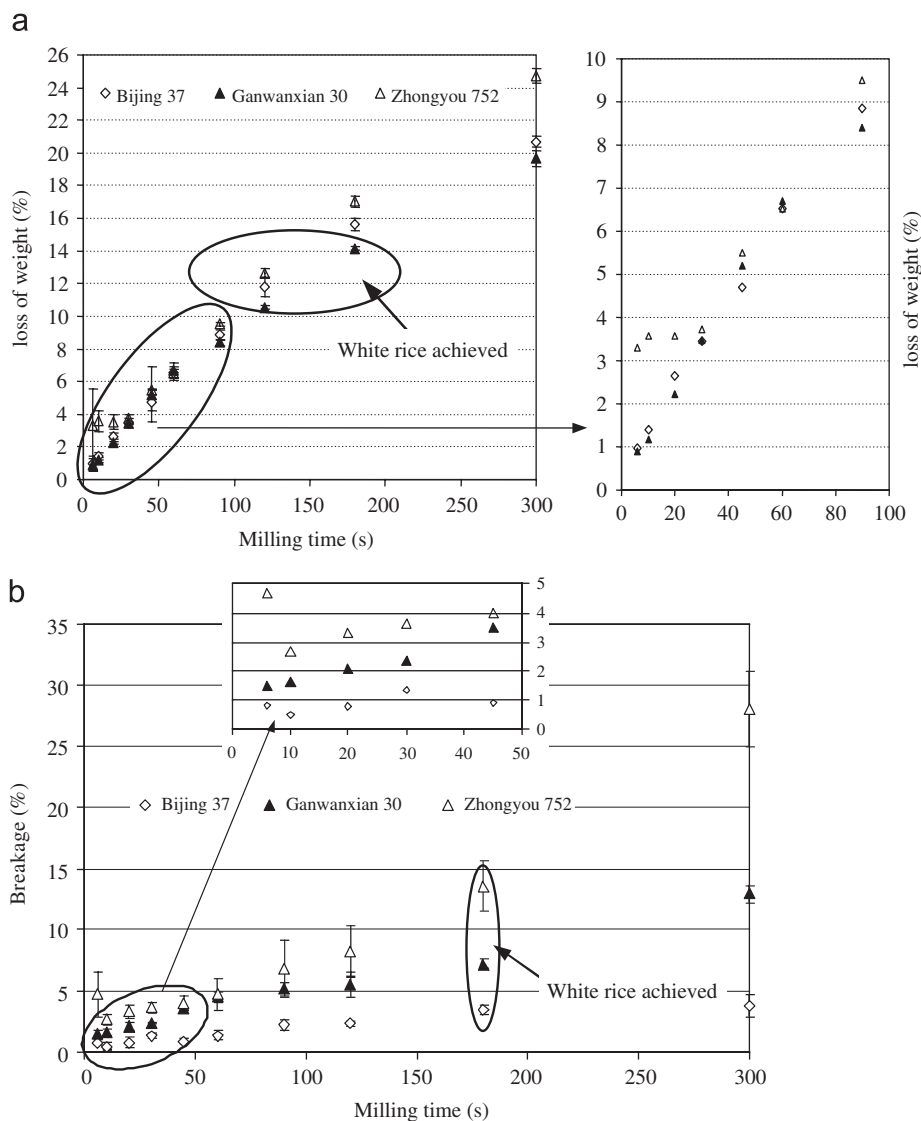 a
26
24
22
20
18
16
14
12
10
8
6
4
2
0
loss of weight (%)
Bijing 37 Ganwanxian 30 Zhongyou 752
White rice achieved
0 50 100 150 200 250 300
Milling time (s)
10
9
8
7
6
5
4
3
2
1
0
loss of weight (%)
0 20 40 60 80 100
b
35
30
25
20
15
10
5
0
Breakage (%)
5
4
3
2
1
0
0 10 20 30 40 50
Bijing 37 Ganwanxian 30 Zhongyou 752
White rice achieved
0 50 100 150 200 250 300
Milling time (s)